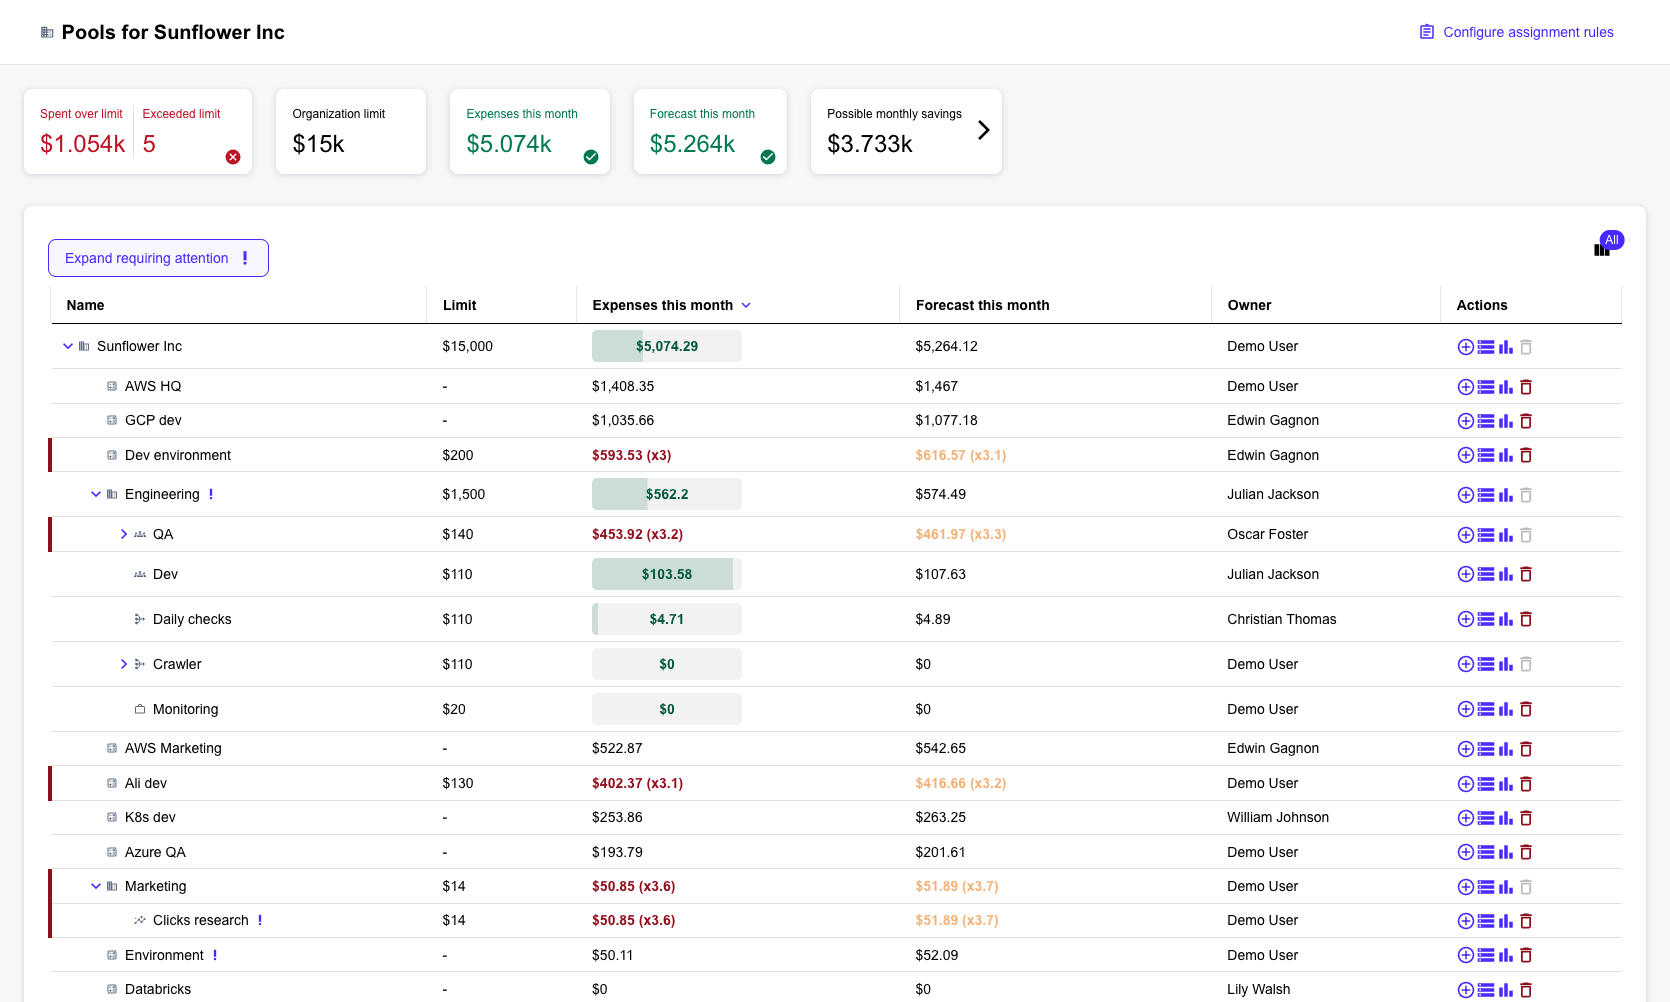 Pools for Sunflower Inc
Configure assignment rules
Spent over limit Exceeded limit
$1.054k 5
Organization limit
$15k
Expenses this month
$5.074k
Forecast this month
$5.264k
Possible monthly savings
$3.733k
Expand requiring attention !
All
Name Limit Expenses this month Forecast this month Owner Actions
Sunflower Inc $15,000 $5,074.29 $5,264.12 Demo User
AWS HQ - $1,408.35 $1,467 Demo User
GCP dev - $1,035.66 $1,077.18 Edwin Gagnon
Dev environment $200 $593.53 (x3) $616.57 (x3.1) Edwin Gagnon
Engineering ! $1,500 $562.2 $574.49 Julian Jackson
QA $140 $453.92 (x3.2) $461.97 (x3.3) Oscar Foster
Dev $110 $103.58 $107.63 Julian Jackson
Daily checks $110 $4.71 $4.89 Christian Thomas
Crawler $110 $0 $0 Demo User
Monitoring $20 $0 $0 Demo User
AWS Marketing - $522.87 $542.65 Edwin Gagnon
Ali dev $130 $402.37 (x3.1) $416.66 (x3.2) Demo User
K8s dev - $253.86 $263.25 William Johnson
Azure QA - $193.79 $201.61 Demo User
Marketing $14 $50.85 (x3.6) $51.89 (x3.7) Demo User
Clicks research ! $14 $50.85 (x3.6) $51.89 (x3.7) Demo User
Environment ! - $50.11 $52.09 Demo User
Databricks - $0 $0 Lily Walsh